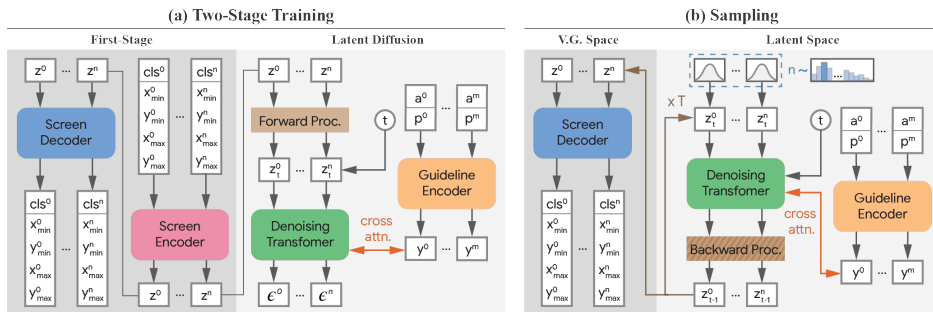 (a) Two-Stage Training
First-Stage
Latent Diffusion
z⁰ ... zⁿ
cls⁰ clsⁿ
x⁰min xⁿmin
y⁰min ... yⁿmin
x⁰max xⁿmax
y⁰max yⁿmax
Screen Decoder
cls⁰ clsⁿ
x⁰min xⁿmin
y⁰min ... yⁿmin
x⁰max xⁿmax
y⁰max yⁿmax
Screen Encoder
z⁰ ... zⁿ
z⁰ ... zⁿ
Forward Proc.
t
z⁰t ... zⁿt
Denoising Transfomer
ϵ⁰ ... ϵⁿ
a⁰ ... aᵐ
p⁰ pᵐ
Guideline Encoder
cross attn.
y⁰ ... yᵐ
(b) Sampling
V.G. Space
Latent Space
z⁰ ... zⁿ
Screen Decoder
cls⁰ clsⁿ
x⁰min xⁿmin
y⁰min ... yⁿmin
x⁰max xⁿmax
y⁰max yⁿmax
... n ~ ...
x T
z⁰t ... zⁿt
t
Denoising Transfomer
Backward Proc.
z⁰t-1 ... zⁿt-1
a⁰ ... aᵐ
p⁰ pᵐ
Guideline Encoder
cross attn.
y⁰ ... yᵐ